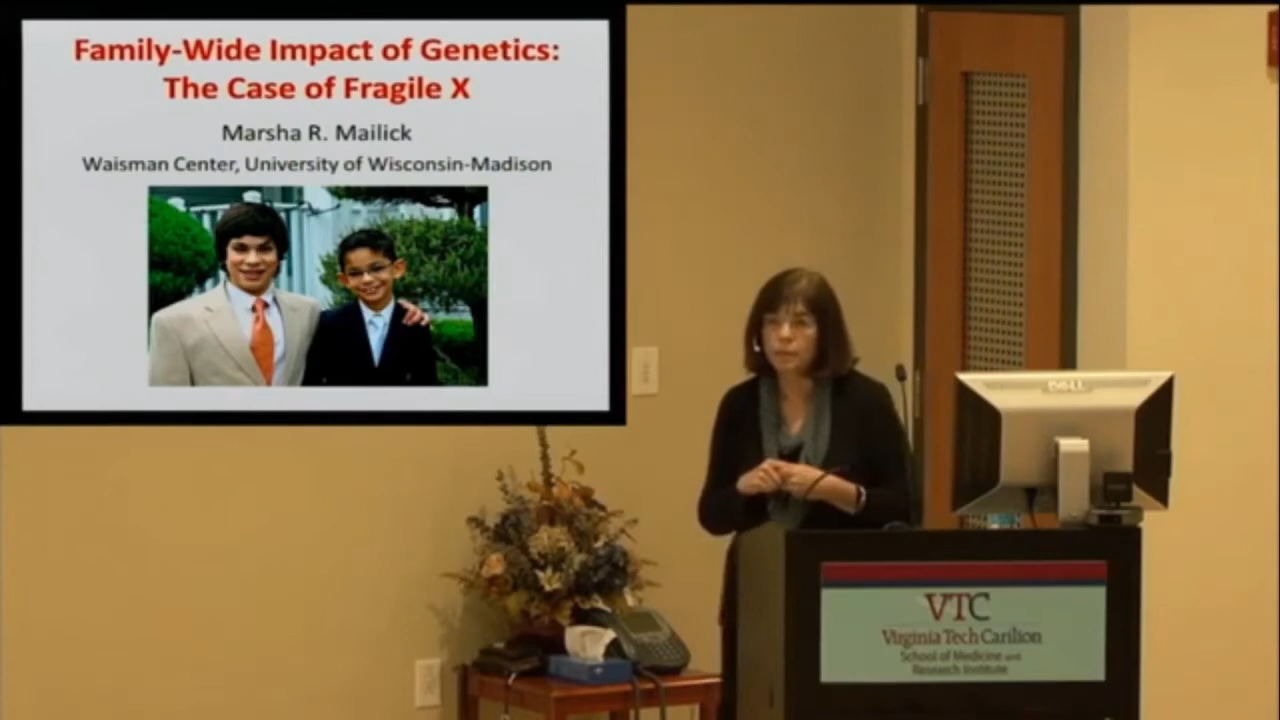 Family-Wide Impact of Genetics:
The Case of Fragile X
Marsha R. Mailick
Waisman Center, University of Wisconsin-Madison
DELL
VTC
Virginia Tech Carilion
School of Medicine and
Research Institute